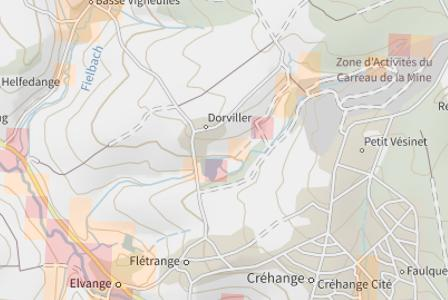 Basse Vigneulles
Fielbach
Helfedange
Zone d'Activités du
Carreau de la Mine
Dorviller
Petit Vésinet
Flétrange
Elvange
Créhange
Créhange Cité
Faulque